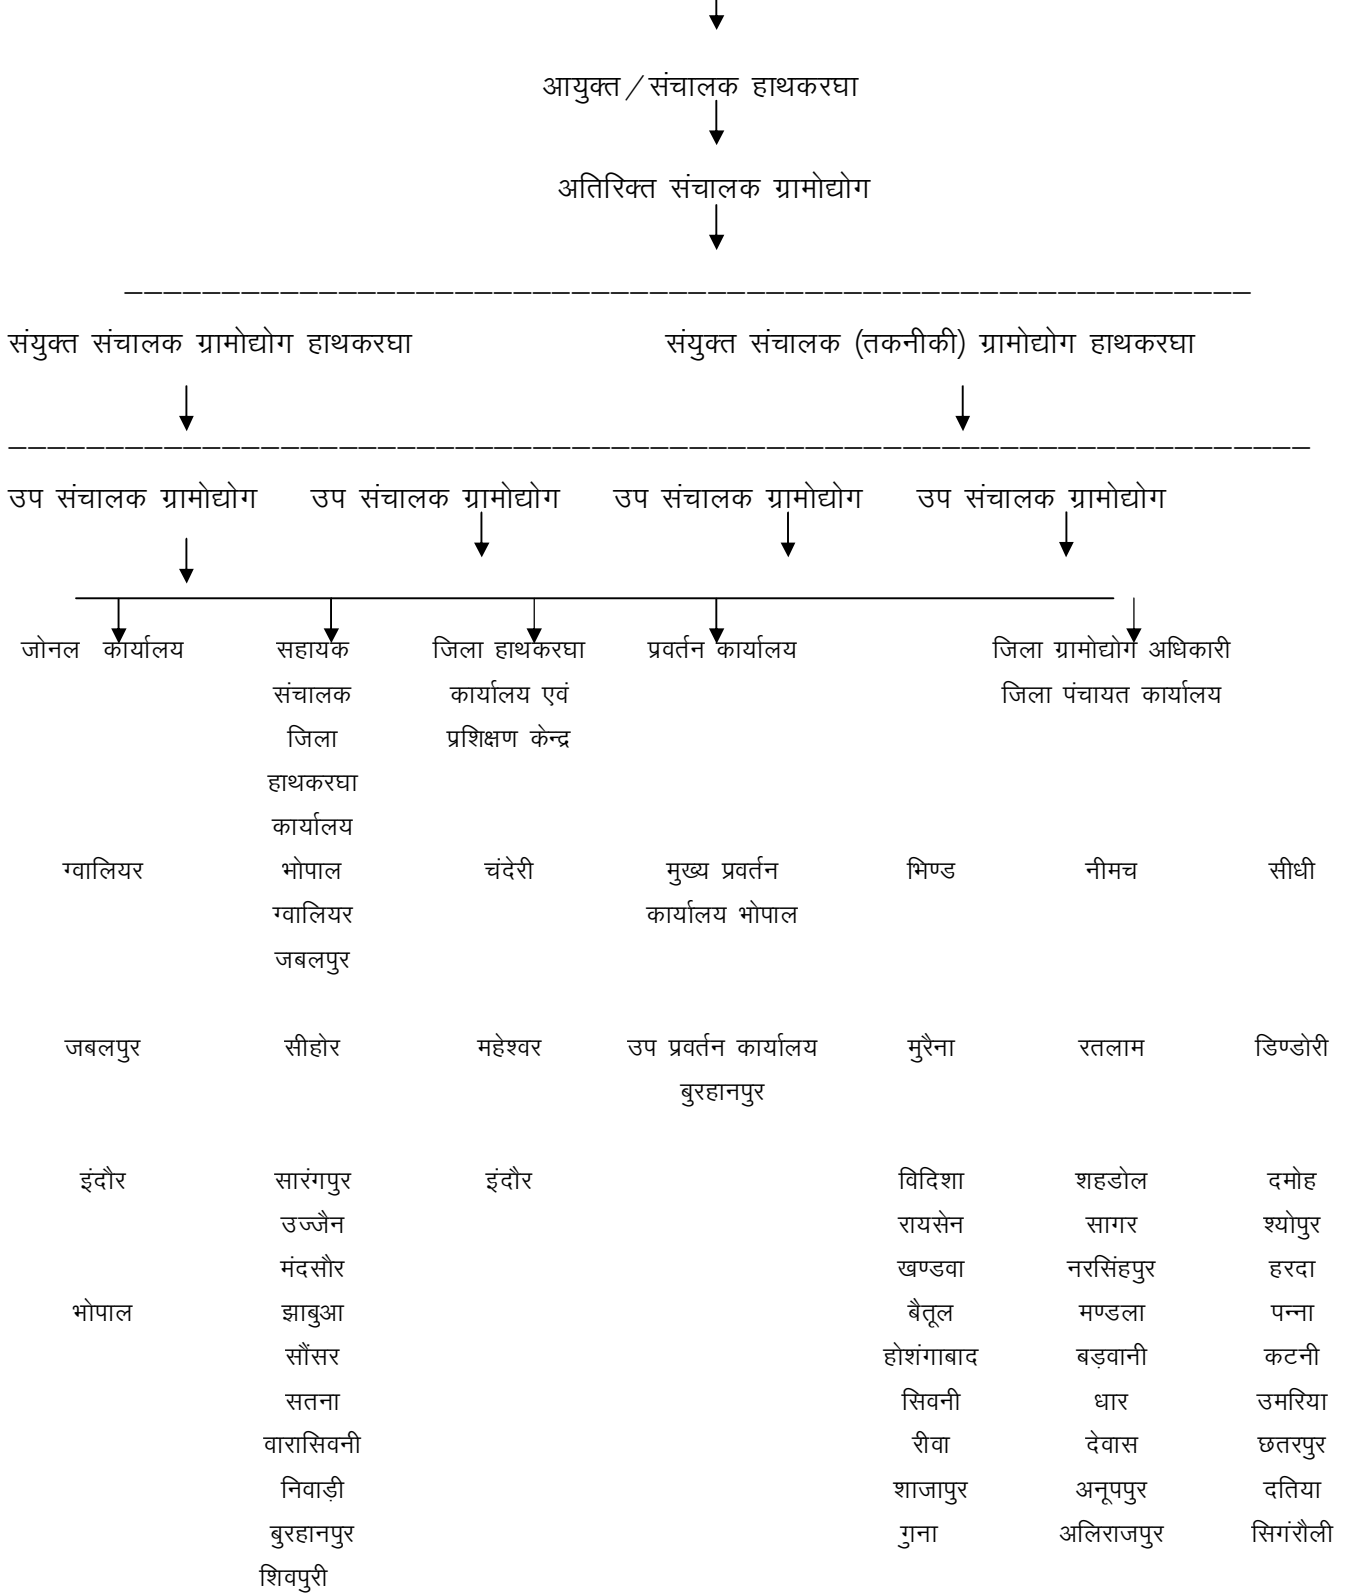 आयुक्त/संचालक हाथकरघा
अतिरिक्त संचालक ग्रामोद्योग
संयुक्त संचालक ग्रामोद्योग हाथकरघा संयुक्त संचालक (तकनीकी) ग्रामोद्योग हाथकरघा
उप संचालक ग्रामोद्योग उप संचालक ग्रामोद्योग उप संचालक ग्रामोद्योग उप संचालक ग्रामोद्योग
जोनल कार्यालय सहायक जिला हाथकरघा प्रवर्तन कार्यालय जिला ग्रामोद्योग अधिकारी
संचालक कार्यालय एवं जिला पंचायत कार्यालय
जिला प्रशिक्षण केन्द्र
हाथकरघा
कार्यालय
ग्वालियर भोपाल चंदेरी मुख्य प्रवर्तन भिण्ड नीमच सीधी
ग्वालियर कार्यालय भोपाल
जबलपुर
जबलपुर सीहोर महेश्वर उप प्रवर्तन कार्यालय मुरैना रतलाम डिण्डोरी
बुरहानपुर
इंदौर सारंगपुर इंदौर विदिशा शहडोल दमोह
उज्जैन रायसेन सागर श्योपुर
मंदसौर खण्डवा नरसिंहपुर हरदा
भोपाल झाबुआ बैतूल मण्डला पन्ना
सौंसर होशंगाबाद बड़वानी कटनी
सतना सिवनी धार उमरिया
वारासिवनी रीवा देवास छतरपुर
निवाड़ी शाजापुर अनूपपुर दतिया
बुरहानपुर गुना अलिराजपुर सिगंरौली
शिवपुरी